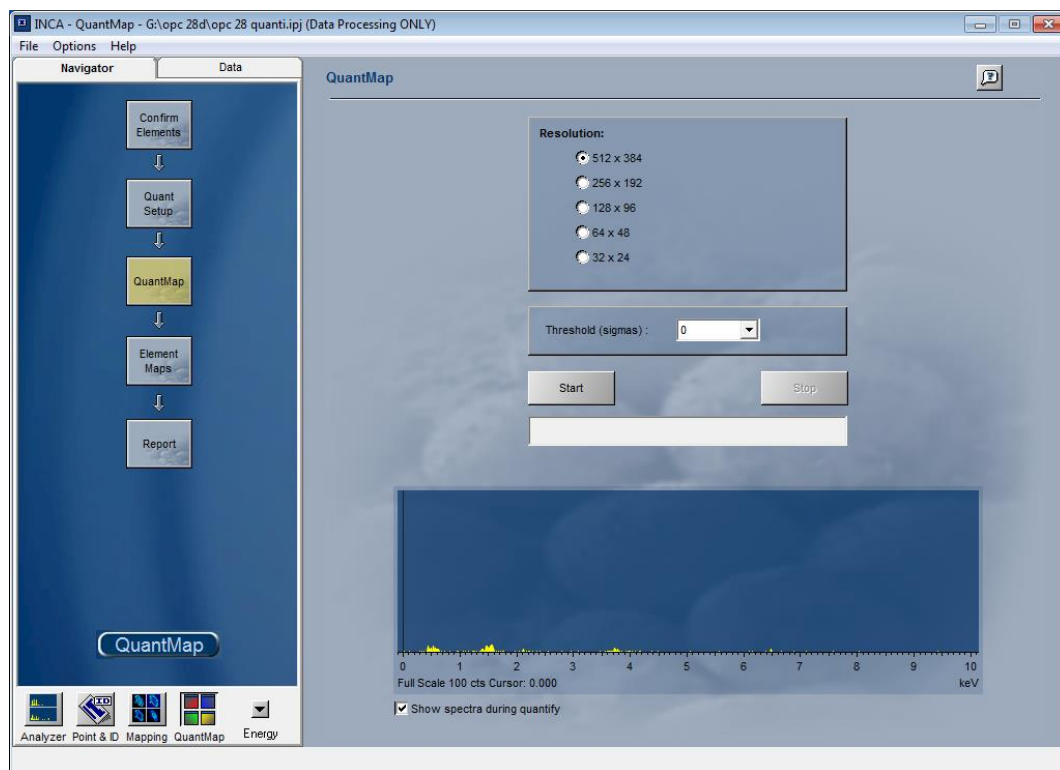 INCA - QuantMap - G:\opc 28d\opc 28 quanti.ipj (Data Processing ONLY)
File Options Help
Navigator Data
Confirm
Elements
Quant
Setup
QuantMap
Element
Maps
Report
QuantMap
Analyzer Point & ID Mapping QuantMap Energy
QuantMap
Resolution:
512 x 384
256 x 192
128 x 96
64 x 48
32 x 24
Threshold (sigmas) : 0
Start Stop
0 1 2 3 4 5 6 7 8 9 10
Full Scale 100 cts Cursor: 0.000 keV
Show spectra during quantify